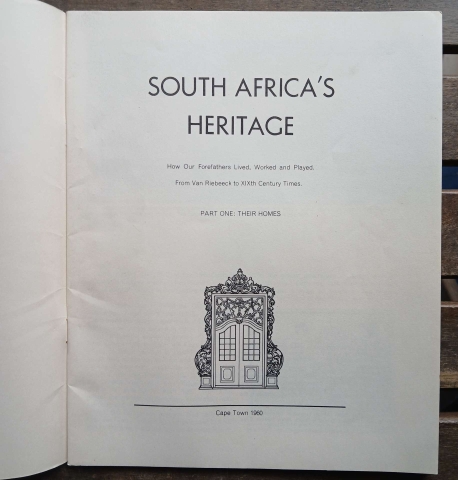 SOUTH AFRICA'S
HERITAGE
How Our Forefathers Lived, Worked and Played.
From Van Riebeeck to XIXth Century Times.
PART ONE: THEIR HOMES
Cape Town 1960